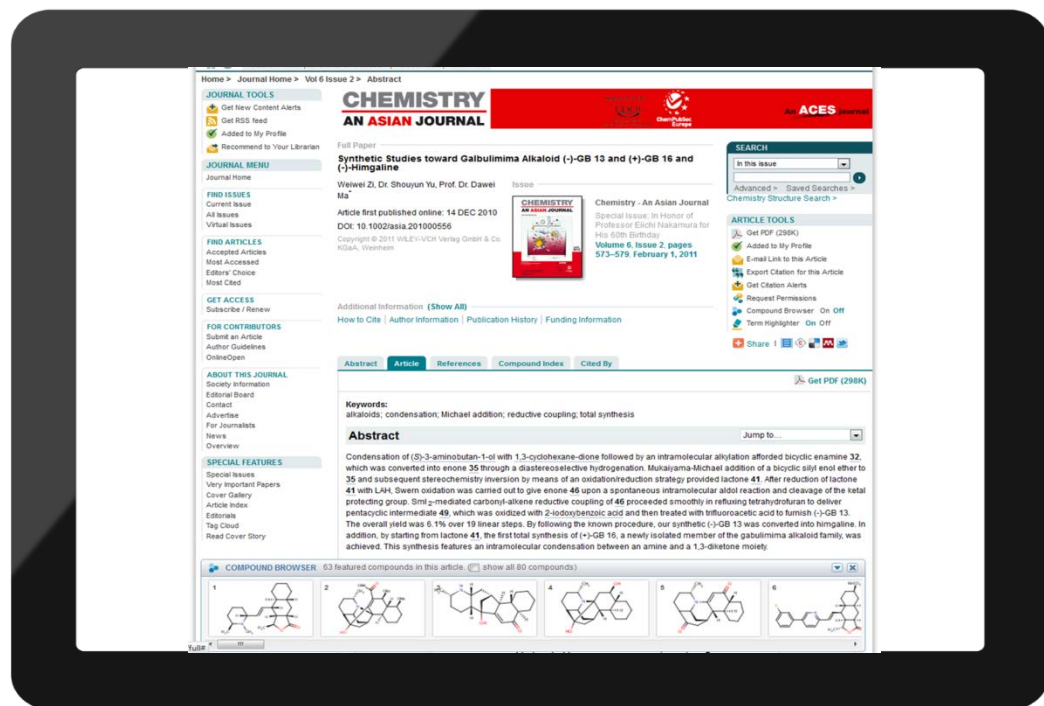 Home > Journal Home > Vol 6 Issue 2 > Abstract
JOURNAL TOOLS
Get New Content Alerts
Get RSS feed
Added to My Profile
Recommend to Your Librarian
JOURNAL MENU
Journal Home
FIND ISSUES
Current Issue
All Issues
Virtual Issues
FIND ARTICLES
Accepted Articles
Most Accessed
Editors' Choice
Most Cited
GET ACCESS
Subscribe / Renew
FOR CONTRIBUTORS
Submit an Article
Author Guidelines
OnlineOpen
ABOUT THIS JOURNAL
Society Information
Editorial Board
Contact
Advertise
For Journalists
News
Overview
SPECIAL FEATURES
Special Issues
Very Important Papers
Cover Gallery
Article Index
Editorials
Tag Cloud
Read Cover Story
CHEMISTRY
AN ASIAN JOURNAL
ChemPubSoc
Europe
An ACES journal
Full Paper
Synthetic Studies toward Galbulimima Alkaloid (-)-GB 13 and (+)-GB 16 and
(-)-Himgaline
Weiwei Zi, Dr. Shouyun Yu, Prof. Dr. Dawei
Ma*
Article first published online: 14 DEC 2010
DOI: 10.1002/asia.201000556
Copyright © 2011 WILEY-VCH Verlag GmbH & Co.
KGaA, Weinheim
Issue
CHEMISTRY
AN ASIAN JOURNAL
Chemistry - An Asian Journal
Special Issue: In Honor of
Professor Eiichi Nakamura for
His 60th Birthday
Volume 6, Issue 2, pages
573–579, February 1, 2011
Additional Information (Show All)
How to Cite | Author Information | Publication History | Funding Information
SEARCH
In this issue
Advanced > Saved Searches >
Chemistry Structure Search >
ARTICLE TOOLS
Get PDF (298K)
Added to My Profile
E-mail Link to this Article
Export Citation for this Article
Get Citation Alerts
Request Permissions
Compound Browser On Off
Term Highlighter On Off
Share |
Abstract Article References Compound Index Cited By
Get PDF (298K)
Keywords:
alkaloids; condensation; Michael addition; reductive coupling; total synthesis
Abstract
Jump to...
Condensation of (S)-3-aminobutan-1-ol with 1,3-cyclohexane-dione followed by an intramolecular alkylation afforded bicyclic enamine 32,
which was converted into enone 35 through a diastereoselective hydrogenation. Mukaiyama-Michael addition of a bicyclic silyl enol ether to
35 and subsequent stereochemistry inversion by means of an oxidation/reduction strategy provided lactone 41. After reduction of lactone
41 with LAH, Swern oxidation was carried out to give enone 46 upon a spontaneous intramolecular aldol reaction and cleavage of the ketal
protecting group. SmI2-mediated carbonyl-alkene reductive coupling of 46 proceeded smoothly in refluxing tetrahydrofuran to deliver
pentacyclic intermediate 49, which was oxidized with 2-iodoxybenzoic acid and then treated with trifluoroacetic acid to furnish (-)-GB 13.
The overall yield was 6.1% over 19 linear steps. By following the known procedure, our synthetic (-)-GB 13 was converted into himgaline. In
addition, by starting from lactone 41, the first total synthesis of (+)-GB 16, a newly isolated member of the gabulimima alkaloid family, was
achieved. This synthesis features an intramolecular condensation between an amine and a 1,3-diketone moiety.
COMPOUND BROWSER 63 featured compounds in this article. (show all 80 compounds)
1
2
3
4
5
6
full#